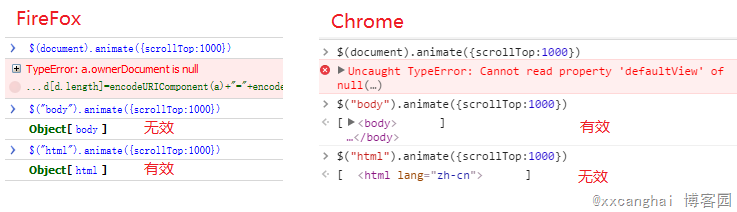 FireFox
> $(document).animate({scrollTop:1000})
TypeError: a.ownerDocument is null
...d[d.length]=encodeURIComponent(a)+"="+encode
> $("body").animate({scrollTop:1000})
Object[ body ] 无效
> $("html").animate({scrollTop:1000})
Object[ html ] 有效
Chrome
> $(document).animate({scrollTop:1000})
Uncaught TypeError: Cannot read property 'defaultView' of
null(…)
> $("body").animate({scrollTop:1000})
[ ▶<body> ] 有效
…</body>
> $("html").animate({scrollTop:1000})
[ <html lang="zh-cn"> ] 无效
@xxcanghai 博客园